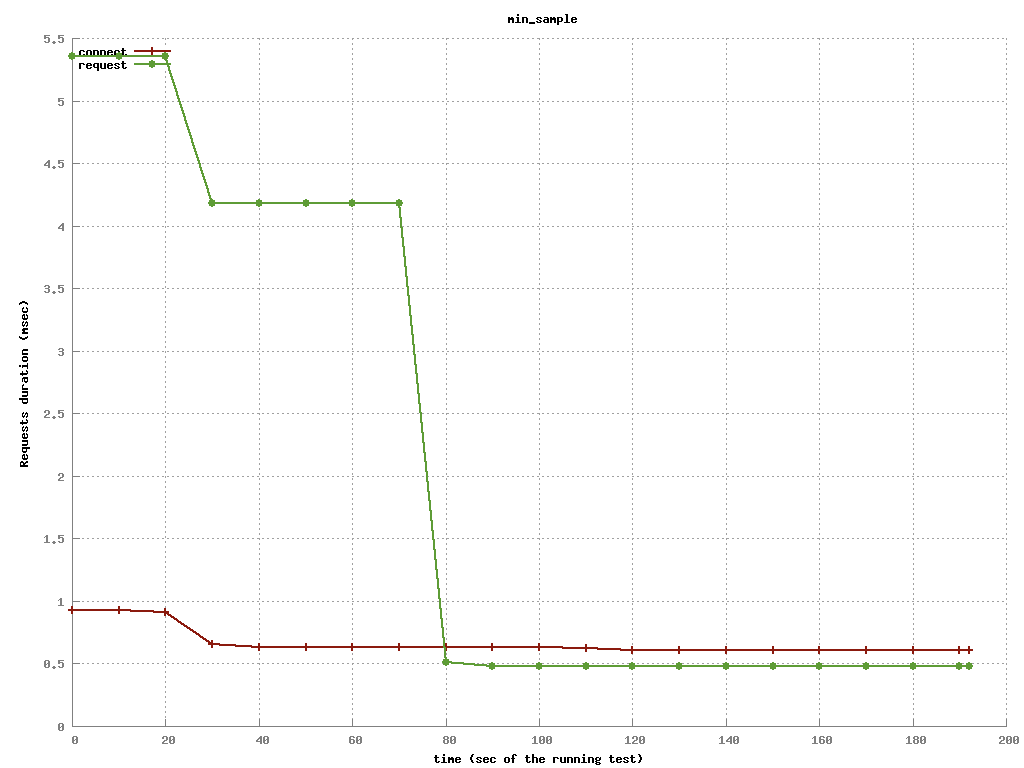 min_sample
connect
request
5.5
5
4.5
4
3.5
3
2.5
2
1.5
1
0.5
0
Requests duration (msec)
0 20 40 60 80 100 120 140 160 180 200
time (sec of the running test)